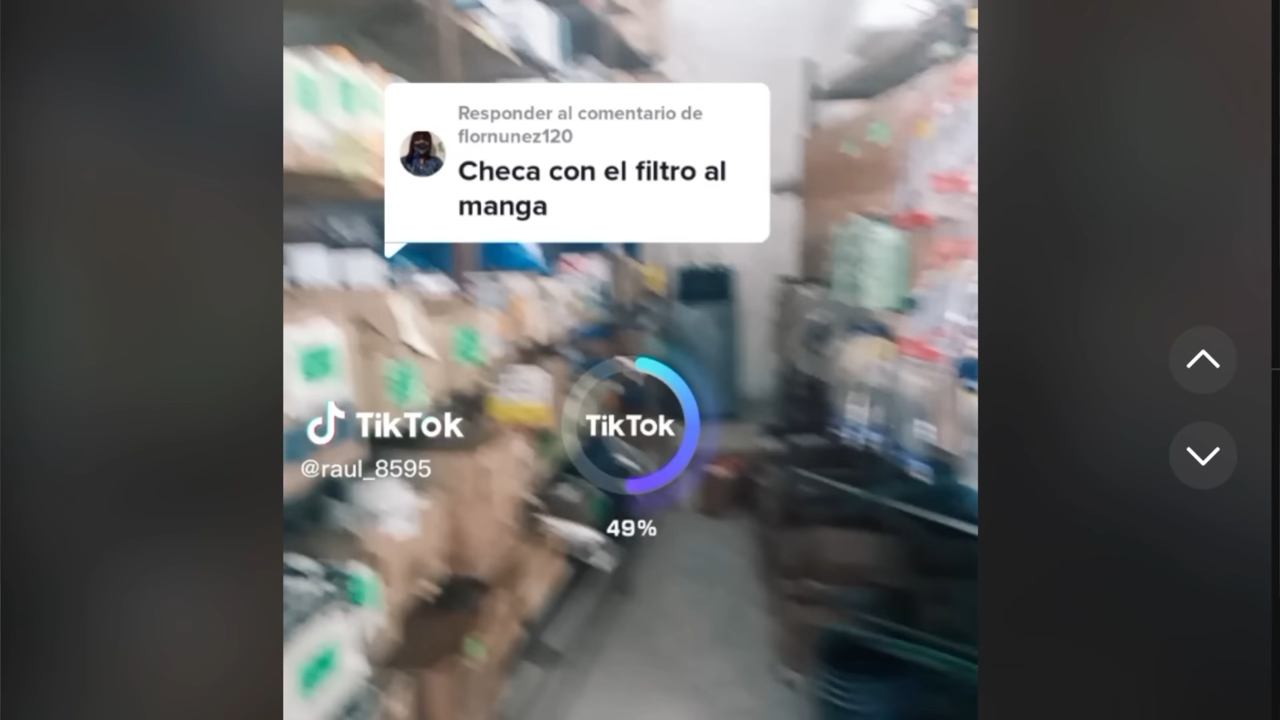 Responder al comentario de
flornunez120
Checa con el filtro al
manga
TikTok
@raul_8595
TikTok
49%